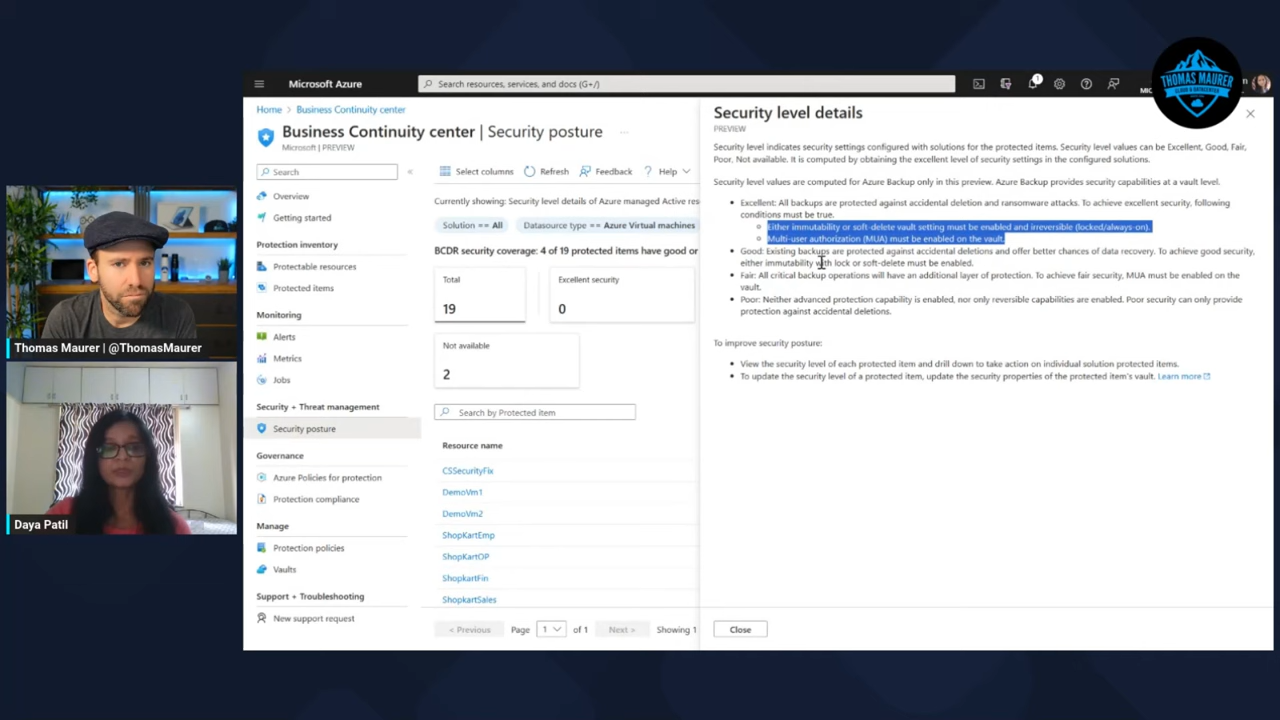 THOMAS MAURER
CLOUD & DATACENTER
Microsoft Azure
Search resources, services, and docs (G+/)
1
Home > Business Continuity center >
Business Continuity center | Security posture ...
Microsoft | PREVIEW
Search
«
Overview
Getting started
Protection inventory
Protectable resources
Protected items
Monitoring
Alerts
Metrics
Jobs
Security + Threat management
Security posture
Governance
Azure Policies for protection
Protection compliance
Manage
Protection policies
Vaults
Support + Troubleshooting
New support request
Select columns
Refresh
Feedback
Help
Currently showing: Security level details of Azure managed Active reso
Solution == All
Datasource type == Azure Virtual machines
BCDR security coverage: 4 of 19 protected items have good or
Total
19
Excellent security
0
Not available
2
Search by Protected item
Resource name
CSSecurityFix
DemoVm1
DemoVm2
ShopKartEmp
ShopKartOP
ShopkartFin
ShopkartSales
< Previous
Page
1
of 1
Next >
Showing 1
Security level details
PREVIEW
Security level indicates security settings configured with solutions for the protected items. Security level values can be Excellent, Good, Fair,
Poor, Not available. It is computed by obtaining the excellent level of security settings in the configured solutions.
Security level values are computed for Azure Backup only in this preview. Azure Backup provides security capabilities at a vault level.
• Excellent: All backups are protected against accidental deletion and ransomware attacks. To achieve excellent security, following
conditions must be true.
○ Either immutability or soft-delete vault setting must be enabled and irreversible (locked/always-on).
○ Multi-user authorization (MUA) must be enabled on the vault.
• Good: Existing backups are protected against accidental deletions and offer better chances of data recovery. To achieve good security,
either immutability with lock or soft-delete must be enabled.
• Fair: All critical backup operations will have an additional layer of protection. To achieve fair security, MUA must be enabled on the
vault.
• Poor: Neither advanced protection capability is enabled, nor only reversible capabilities are enabled. Poor security can only provide
protection against accidental deletions.
To improve security posture:
• View the security level of each protected item and drill down to take action on individual solution protected items.
• To update the security level of a protected item, update the security properties of the protected item's vault. Learn more
Close
Thomas Maurer | @ThomasMaurer
Daya Patil